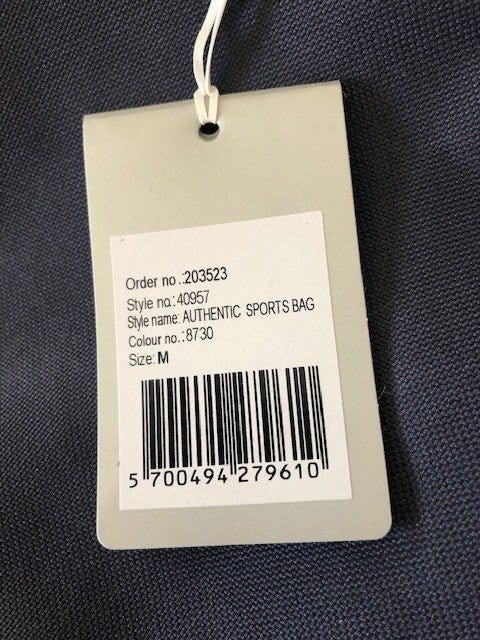 Order no.:203523
Style no.:40957
Style name: AUTHENTIC SPORTS BAG
Colour no.:8730
Size: M
5 700494 279610